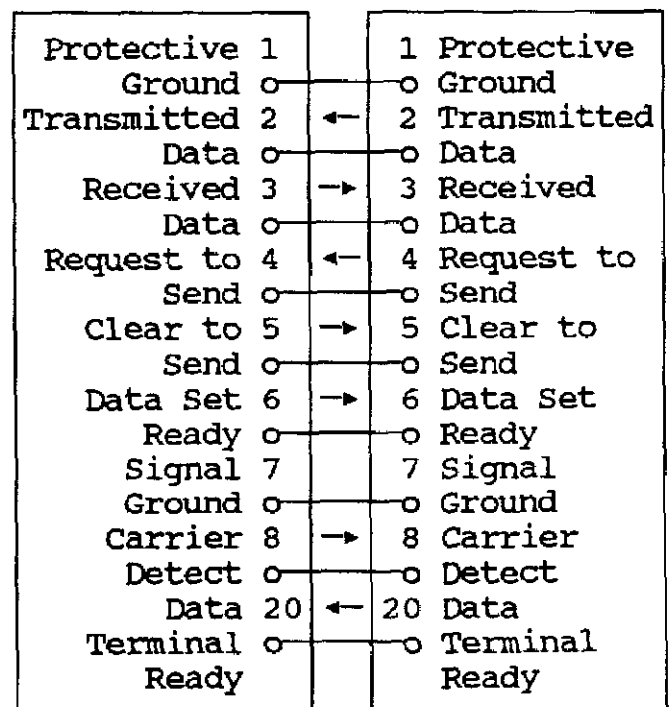 Protective 1 1 Protective
Ground Ground
Transmitted 2 ← 2 Transmitted
Data Data
Received 3 → 3 Received
Data Data
Request to 4 ← 4 Request to
Send Send
Clear to 5 → 5 Clear to
Send Send
Data Set 6 → 6 Data Set
Ready Ready
Signal 7 7 Signal
Ground Ground
Carrier 8 → 8 Carrier
Detect Detect
Data 20 ← 20 Data
Terminal Terminal
Ready Ready